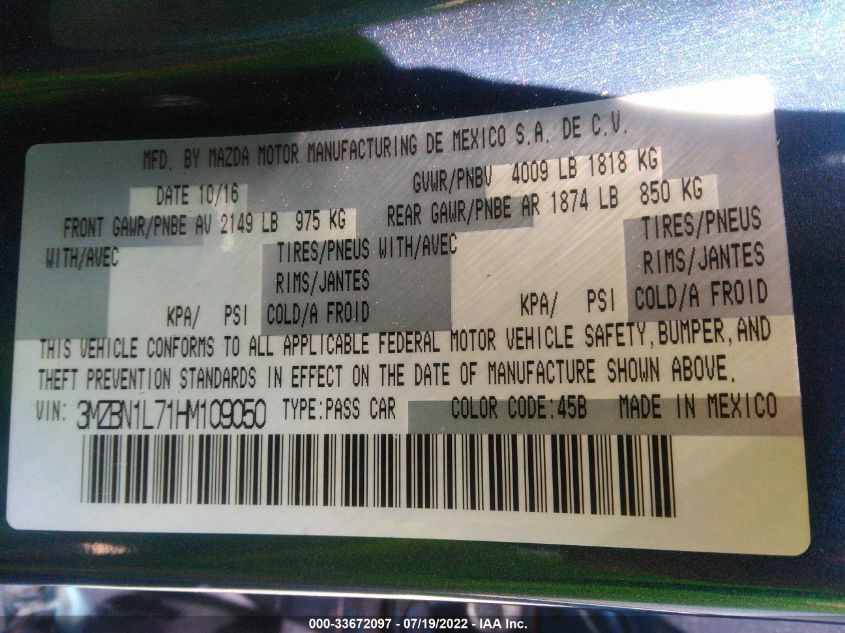 MFD. BY MAZDA MOTOR MANUFACTURING DE MEXICO S.A. DE C.V.
DATE 10/16 GVWR/PNBV 4009 LB 1818 KG
FRONT GAWR/PNBE AV 2149 LB 975 KG REAR GAWR/PNBE AR 1874 LB 850 KG
WITH/AVEC TIRES/PNEUS WITH/AVEC TIRES/PNEUS
RIMS/JANTES RIMS/JANTES
KPA/ PSI COLD/A FROID KPA/ PSI COLD/A FROID
THIS VEHICLE CONFORMS TO ALL APPLICABLE FEDERAL MOTOR VEHICLE SAFETY, BUMPER, AND
THEFT PREVENTION STANDARDS IN EFFECT ON THE DATE OF MANUFACTURE SHOWN ABOVE.
VIN: 3MZBN1L71HM109050 TYPE:PASS CAR COLOR CODE:45B MADE IN MEXICO
000-33672097 - 07/19/2022 - IAA Inc.